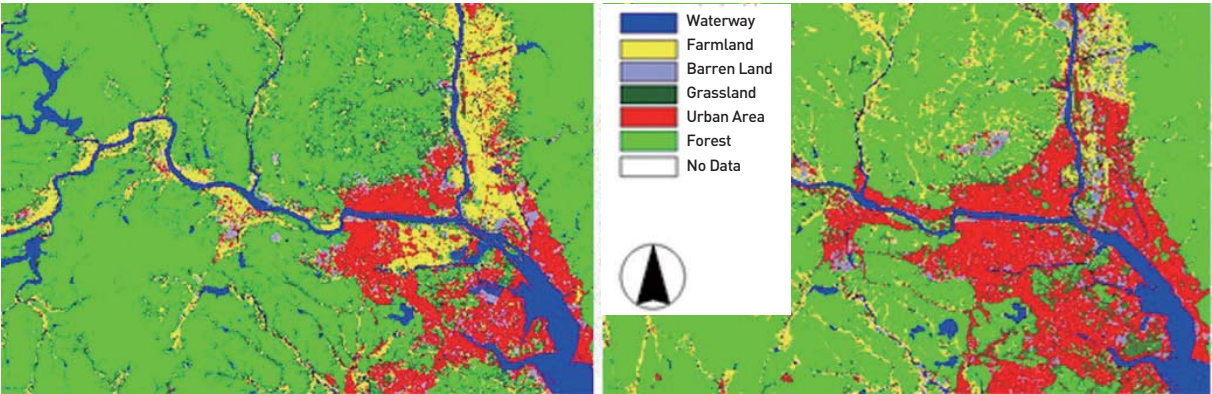 Waterway
Farmland
Barren Land
Grassland
Urban Area
Forest
No Data